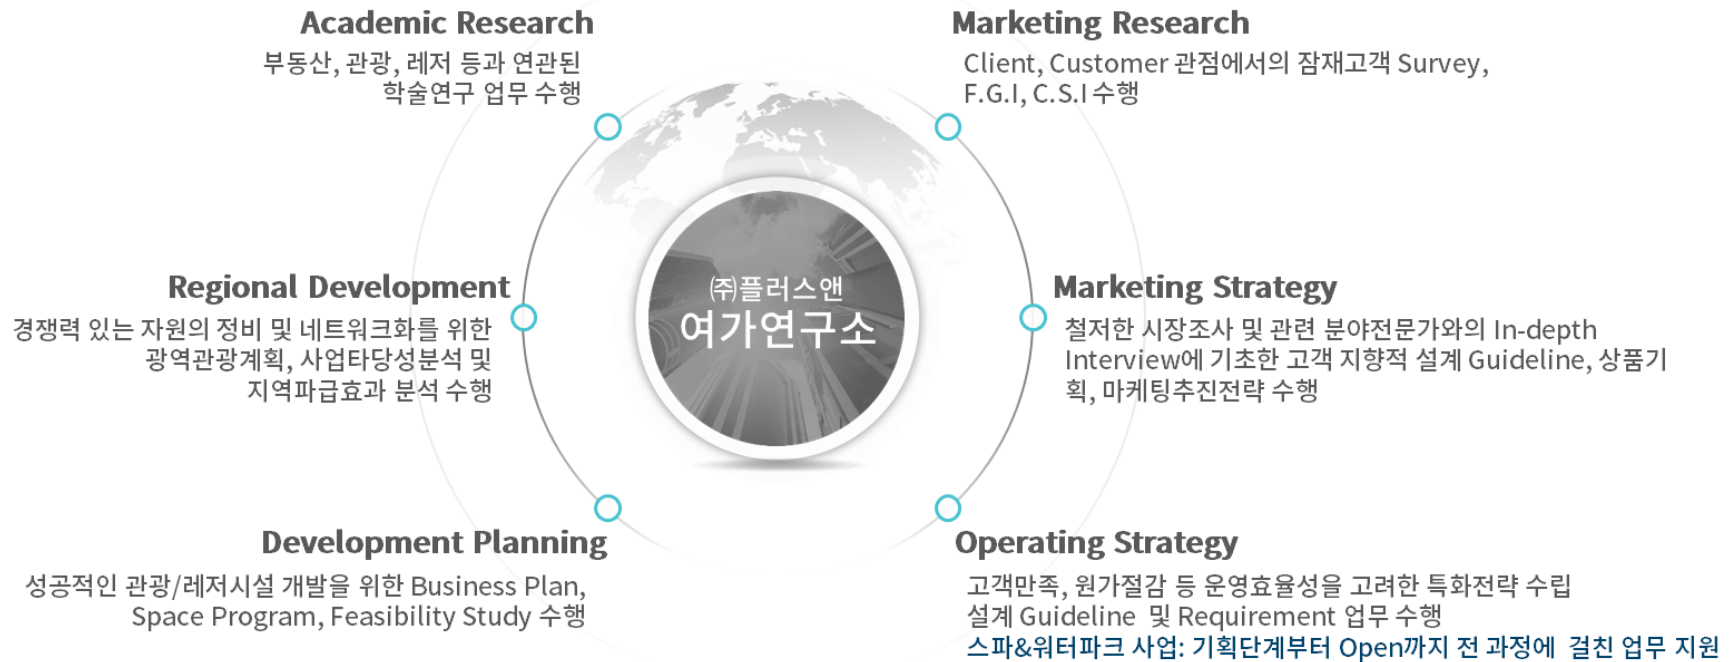 Academic Research
부동산, 관광, 레저 등과 연관된
학술연구 업무 수행
Marketing Research
Client, Customer 관점에서의 잠재고객 Survey,
F.G.I, C.S.I 수행
Regional Development
경쟁력 있는 자원의 정비 및 네트워크화를 위한
광역관광계획, 사업타당성분석 및
지역파급효과 분석 수행
㈜플러스앤
여가연구소
Marketing Strategy
철저한 시장조사 및 관련 분야전문가와의 In-depth
Interview에 기초한 고객 지향적 설계 Guideline, 상품기
획, 마케팅추진전략 수행
Development Planning
성공적인 관광/레저시설 개발을 위한 Business Plan,
Space Program, Feasibility Study 수행
Operating Strategy
고객만족, 원가절감 등 운영효율성을 고려한 특화전략 수립
설계 Guideline 및 Requirement 업무 수행
스파&워터파크 사업: 기획단계부터 Open까지 전 과정에 걸친 업무 지원